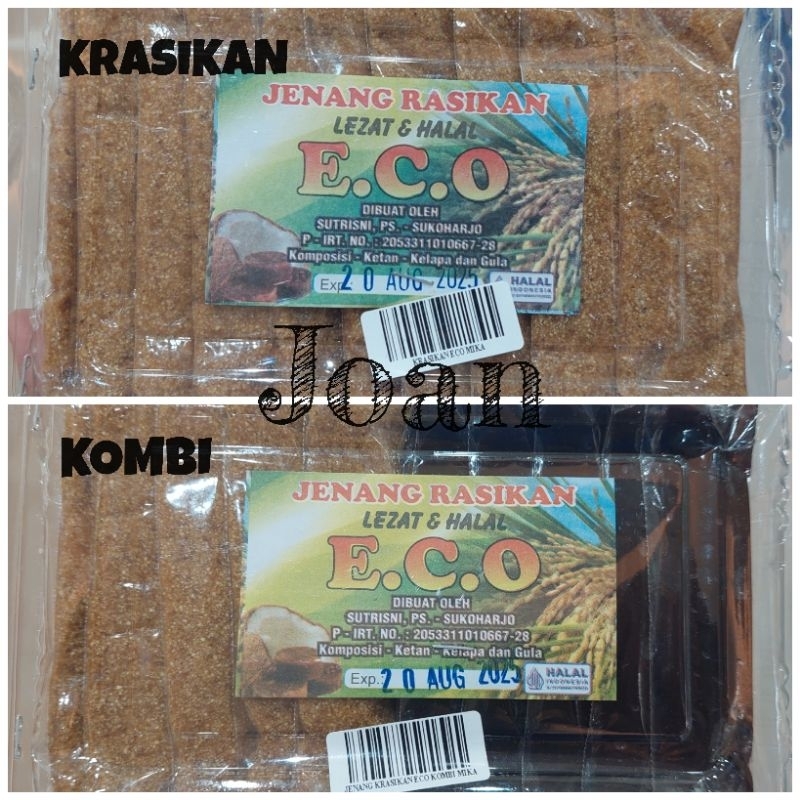 KRASIKAN
JENANG RASIKAN
LEZAT & HALAL
E.C.O
DIBUAT OLEH
SUTRISNI, PS. - SUKOHARJO
P - IRT. NO. : 2053311010667-28
Komposisi - Ketan - Kelapa dan Gula
Exp. 20 AUG 2025
HALAL
INDONESIA
KRASIKAN ECO MIKA
Joan
KOMBI
JENANG RASIKAN
LEZAT & HALAL
E.C.O
DIBUAT OLEH
SUTRISNI, PS. - SUKOHARJO
P - IRT. NO. : 2053311010667-28
Komposisi - Ketan - Kelapa dan Gula
Exp. 20 AUG 2025
HALAL
INDONESIA
JENANG KRASIKAN ECO KOMBI MIKA